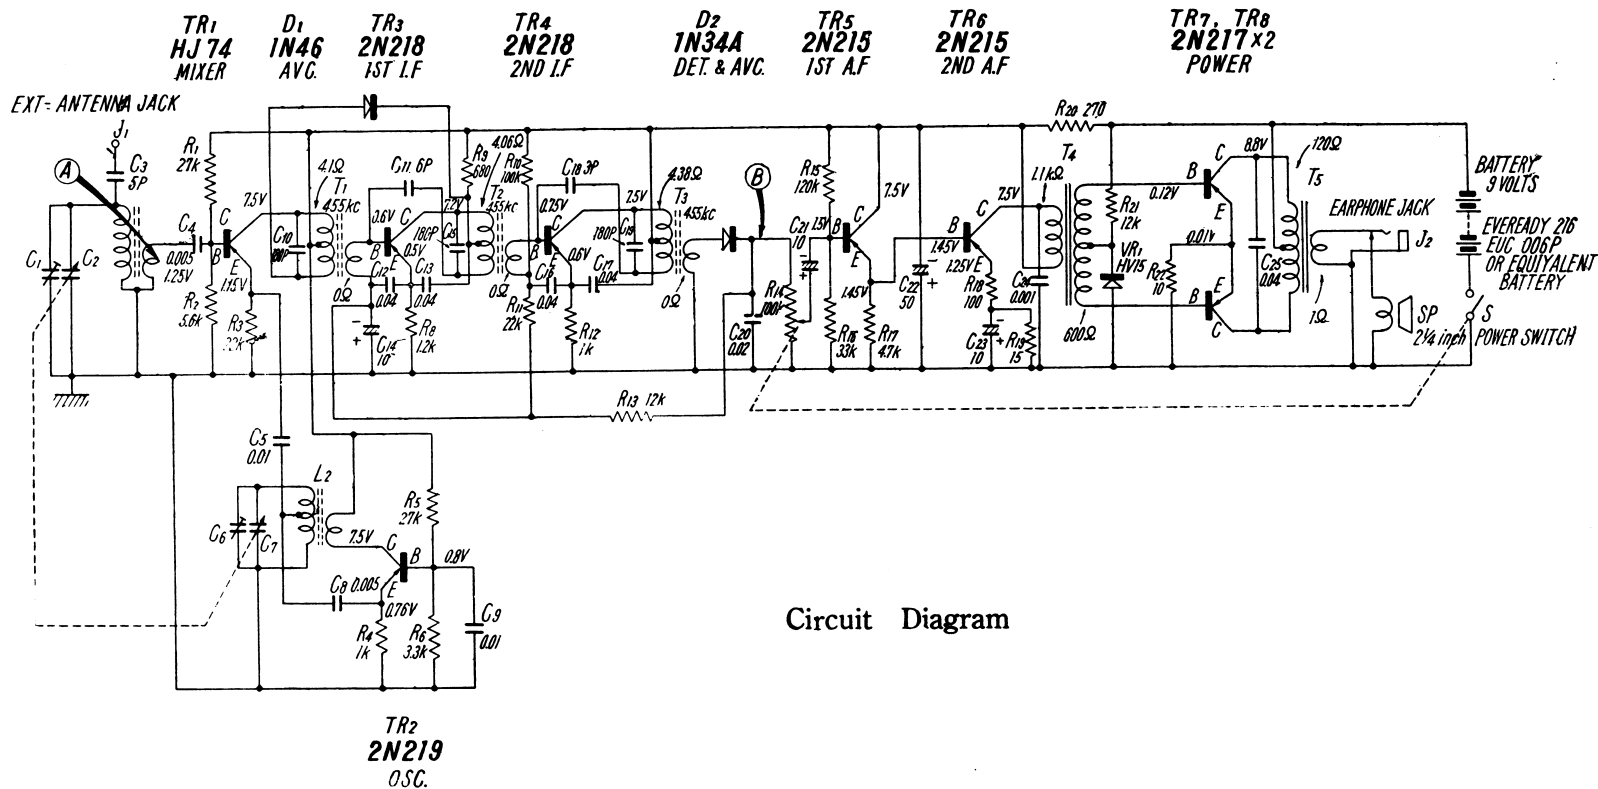 TR1
HJ 74
MIXER
D1
1N46
AVC.
TR3
2N218
1ST I.F
TR4
2N218
2ND I.F
D2
1N34A
DET. & AVC.
TR5
2N215
1ST A.F
TR6
2N215
2ND A.F
TR7, TR8
2N217 x2
POWER
EXT- ANTENNA JACK
J1
C3
5P
A
R1
27k
7.5V
4.1Ω
T1
455kc
C11 6P
R9
680
4.06Ω
R10
100k
T2
455kc
C18 3P
7.5V
4.38Ω
T3
455kc
B
R15
120k
7.5V
7.5V
1.1kΩ
T4
R20 270
8.8V
120Ω
T5
BATTERY
9 VOLTS
EVEREADY 216
EUC 006P
OR EQUIVALENT
BATTERY
EARPHONE JACK
J2
C1
C2
C4
0.005
1.25V
C
B
E
1.15V
C10
180P
0Ω
0.6V
C
B
E
0.5V
7.2V
180P
C15
C12
0.04
C13
0.04
0Ω
0.75V
C
B
E
0.6V
180P
C19
C16
0.04
C17
0.04
0Ω
C21
10
1.5V
C
B
E
1.45V
C
B
E
1.45V
1.25V
0.12V
C
B
E
R21
12k
VR1
HV15
0.01V
R22
10
C25
0.04
E
B
C
1Ω
600Ω
R2
5.6k
R3
22k
C14
10
R8
1.2k
R11
22k
R12
1k
C20
0.02
R14
100k
R16
33k
R17
4.7k
C22
50
R18
100
C23
10
R19
15
C24
0.001
SP
2¼ inch
S
POWER SWITCH
R13 12k
C5
0.01
L2
C6
C7
7.5V
R5
27k
C
B
E
0.8V
C8 0.005
0.76V
R4
1k
R6
3.3k
C9
0.01
Circuit Diagram
TR2
2N219
OSC.